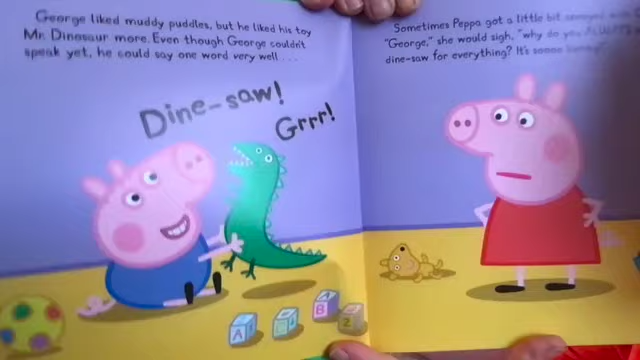 George liked muddy puddles, but he liked his toy
Mr. Dinosaur more. Even though George couldn't
speak yet, he could say one word very well . . .
Dine-saw!
Grrr!
A
B
2
Sometimes Peppa got a little bit
"George," she would sigh, "why do you
dine-saw for everything? It's